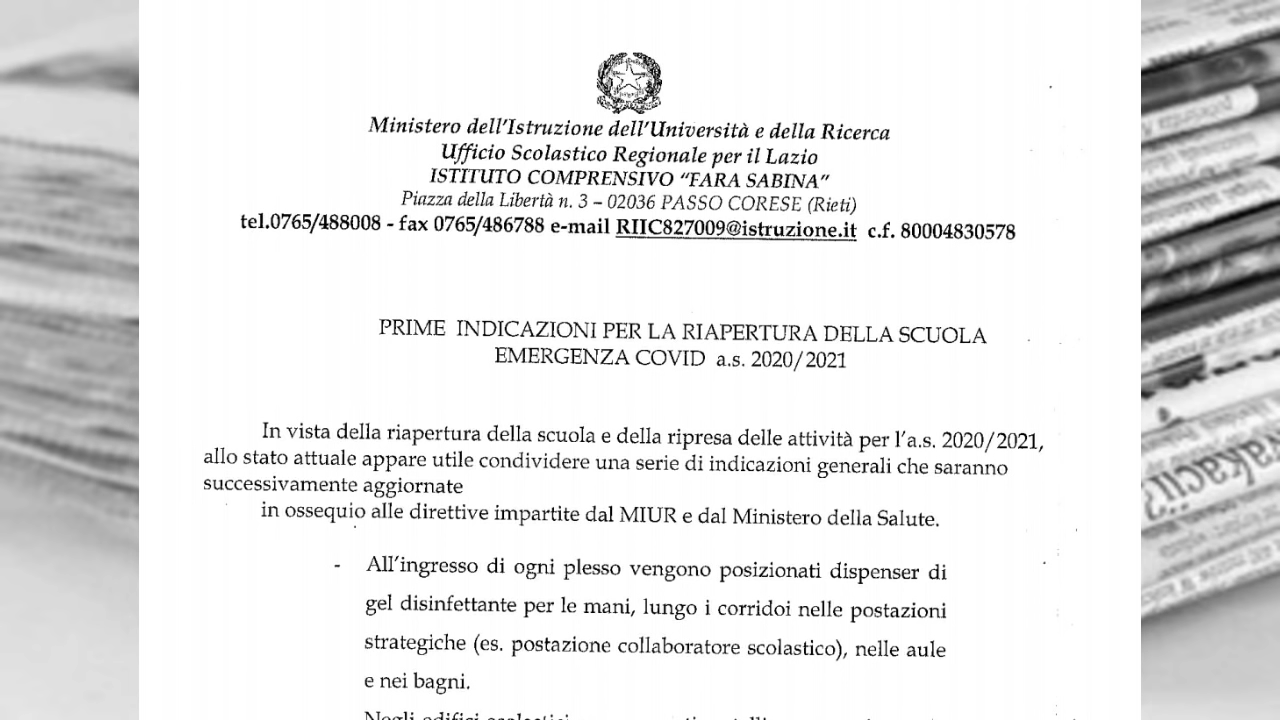 Ministero dell'Istruzione dell'Università e della Ricerca
Ufficio Scolastico Regionale per il Lazio
ISTITUTO COMPRENSIVO "FARA SABINA"
Piazza della Libertà n. 3 – 02036 PASSO CORESE (Rieti)
tel.0765/488008 - fax 0765/486788 e-mail RIIC827009@istruzione.it c.f. 80004830578
PRIME INDICAZIONI PER LA RIAPERTURA DELLA SCUOLA
EMERGENZA COVID a.s. 2020/2021
In vista della riapertura della scuola e della ripresa delle attività per l'a.s. 2020/2021,
allo stato attuale appare utile condividere una serie di indicazioni generali che saranno
successivamente aggiornate
in ossequio alle direttive impartite dal MIUR e dal Ministero della Salute.
- All'ingresso di ogni plesso vengono posizionati dispenser di
gel disinfettante per le mani, lungo i corridoi nelle postazioni
strategiche (es. postazione collaboratore scolastico), nelle aule
e nei bagni.
Negli edifici